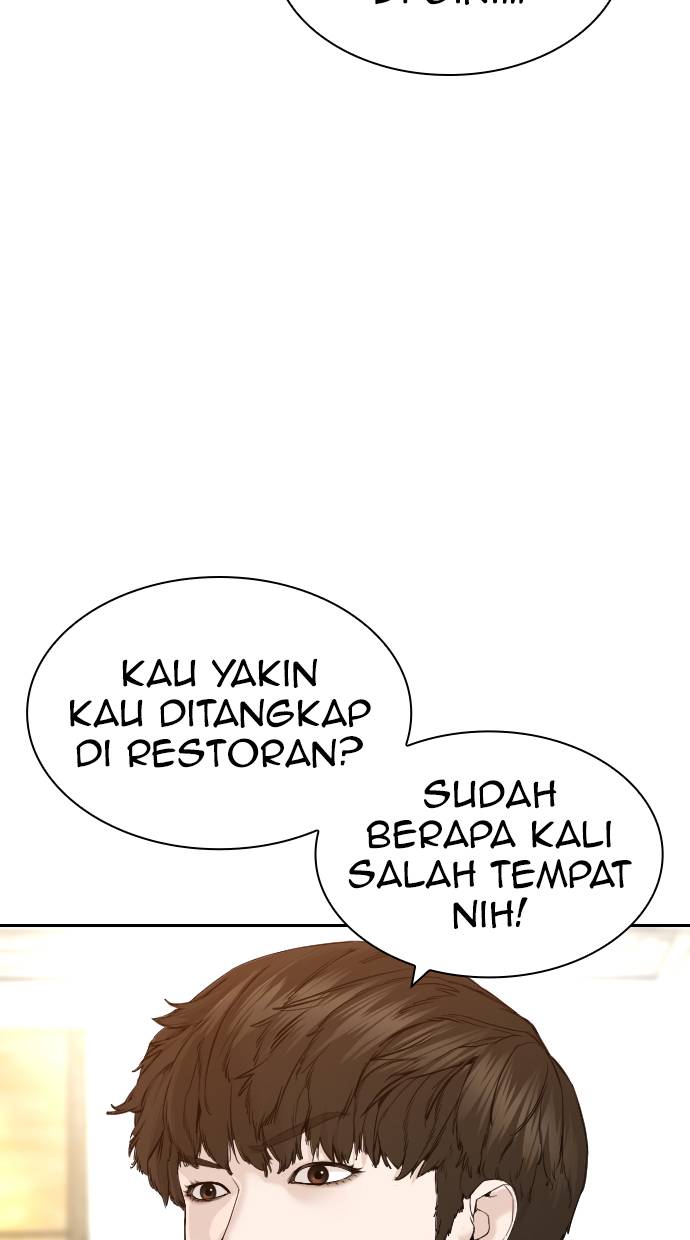 KAU YAKIN
KAU DITANGKAP
DI RESTORAN?
SUDAH
BERAPA KALI
SALAH TEMPAT
NIH!